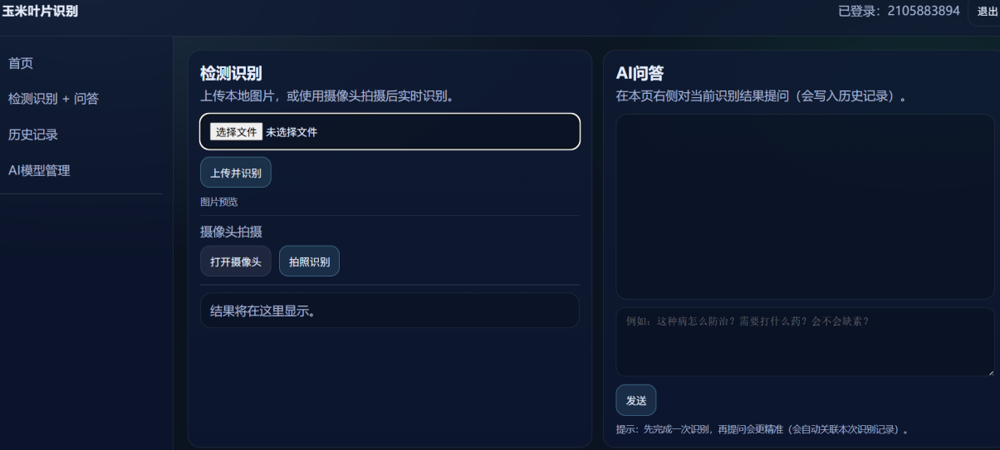 玉米叶片识别
已登录：2105883894
退出
首页
检测识别 + 问答
历史记录
AI模型管理
检测识别
上传本地图片，或使用摄像头拍摄后实时识别。
选择文件 未选择文件
上传并识别
图片预览
摄像头拍摄
打开摄像头
拍照识别
结果将在这里显示。
AI问答
在本页右侧对当前识别结果提问（会写入历史记录）。
例如：这种病怎么防治？需要打什么药？会不会缺素？
发送
提示：先完成一次识别，再提问会更精准（会自动关联本次识别记录）。